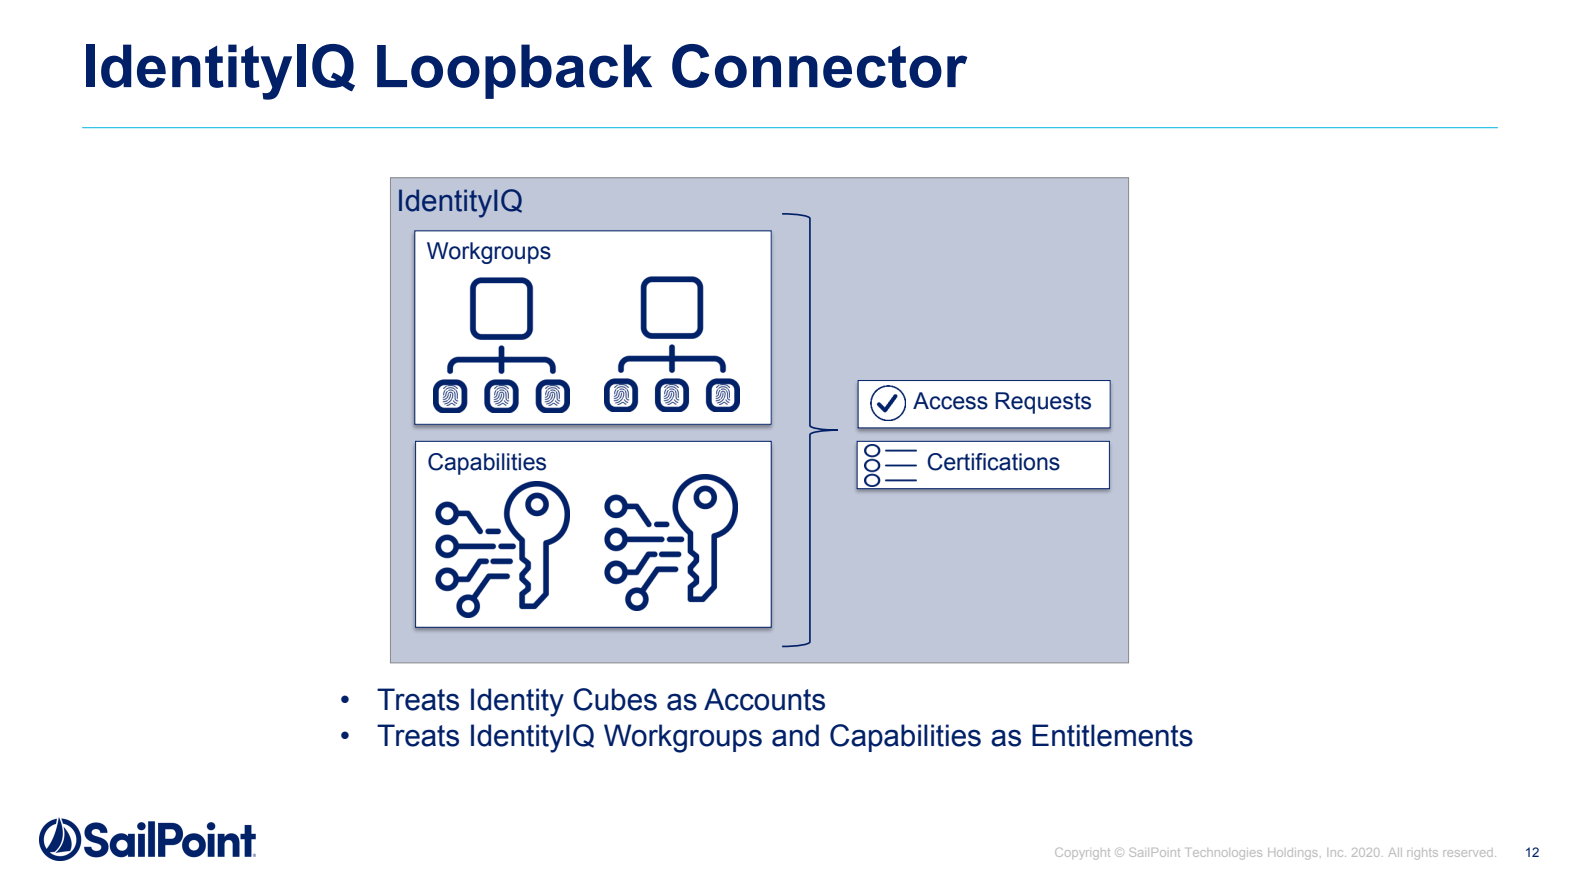 IdentityIQ Loopback Connector
IdentityIQ
Workgroups
Capabilities
Access Requests
Certifications
• Treats Identity Cubes as Accounts
• Treats IdentityIQ Workgroups and Capabilities as Entitlements
SailPoint
Copyright © SailPoint Technologies Holdings, Inc. 2020. All rights reserved. 12